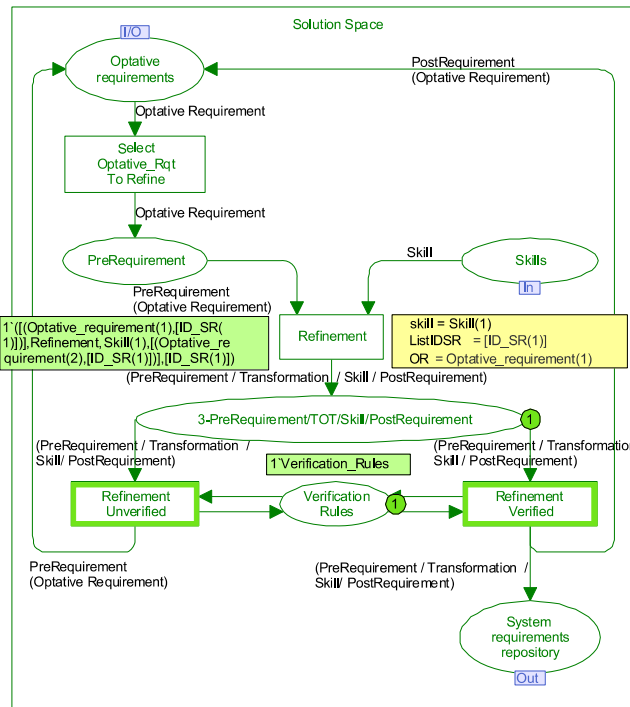 Solution Space
I/O
Optative
requirements
PostRequirement
(Optative Requirement)
Optative Requirement
Select
Optative_Rqt
To Refine
Optative Requirement
PreRequirement
Skill
Skills
In
PreRequirement
(Optative Requirement)
1`([(Optative_requirement(1),[ID_SR(
1)])],Refinement,Skill(1),[(Optative_re
quirement(2),[ID_SR(1)])],[ID_SR(1)])
Refinement
skill = Skill(1)
ListIDSR = [ID_SR(1)]
OR = Optative_requirement(1)
(PreRequirement / Transformation / Skill / PostRequirement)
3-PreRequirement/TOT/Skill/PostRequirement
1
(PreRequirement / Transformation /
Skill/ PostRequirement)
(PreRequirement / Transformation
Skill / PostRequirement)
1`Verification_Rules
Refinement
Unverified
Verification
Rules
1
Refinement
Verified
PreRequirement
(Optative Requirement)
(PreRequirement / Transformation /
Skill/ PostRequirement)
System
requirements
repository
Out